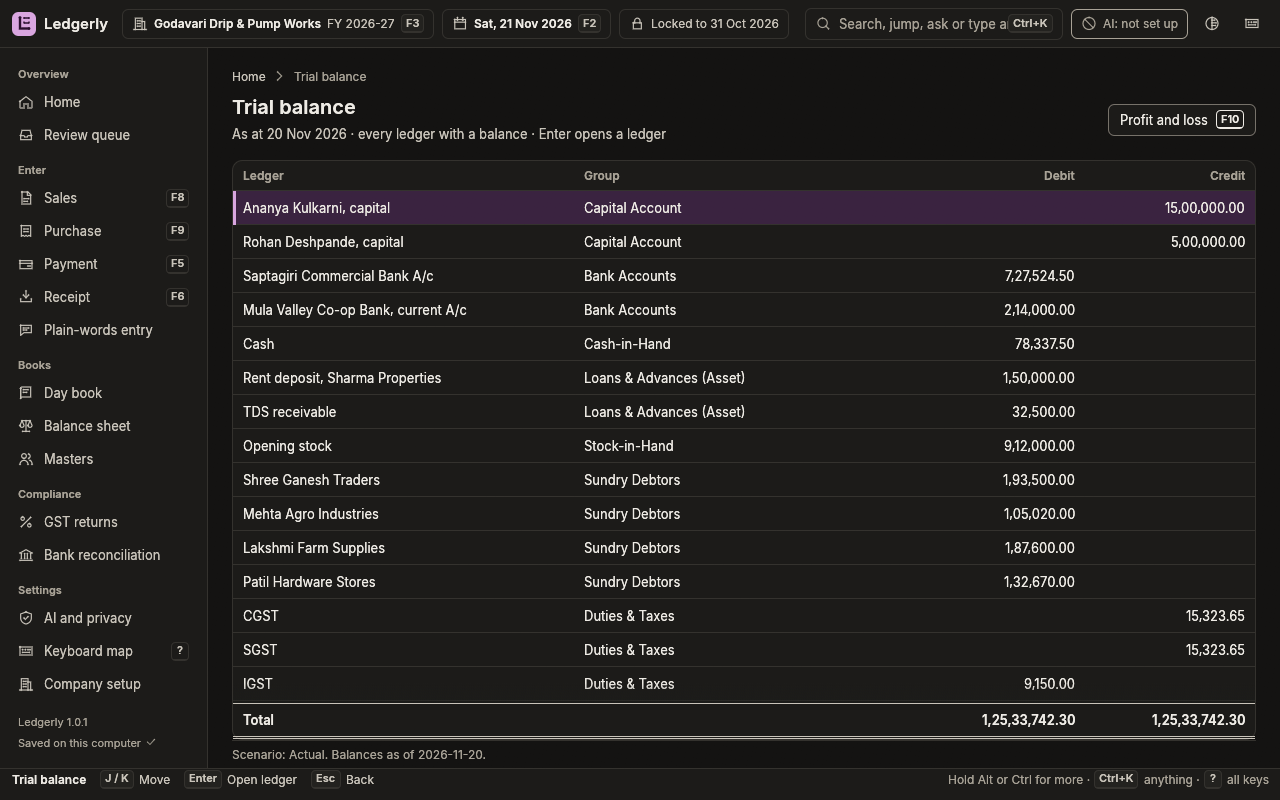 Ledgerly
Godavari Drip & Pump Works FY 2026-27 F3
Sat, 21 Nov 2026 F2
Locked to 31 Oct 2026
Search, jump, ask or type a Ctrl+K
AI: not set up
Overview
Home
Review queue
Enter
Sales F8
Purchase F9
Payment F5
Receipt F6
Plain-words entry
Books
Day book
Balance sheet
Masters
Compliance
GST returns
Bank reconciliation
Settings
AI and privacy
Keyboard map ?
Company setup
Ledgerly 1.0.1
Saved on this computer
Home > Trial balance
Trial balance
As at 20 Nov 2026 · every ledger with a balance · Enter opens a ledger
Profit and loss F10
Ledger Group Debit Credit
Ananya Kulkarni, capital Capital Account 15,00,000.00
Rohan Deshpande, capital Capital Account 5,00,000.00
Saptagiri Commercial Bank A/c Bank Accounts 7,27,524.50
Mula Valley Co-op Bank, current A/c Bank Accounts 2,14,000.00
Cash Cash-in-Hand 78,337.50
Rent deposit, Sharma Properties Loans & Advances (Asset) 1,50,000.00
TDS receivable Loans & Advances (Asset) 32,500.00
Opening stock Stock-in-Hand 9,12,000.00
Shree Ganesh Traders Sundry Debtors 1,93,500.00
Mehta Agro Industries Sundry Debtors 1,05,020.00
Lakshmi Farm Supplies Sundry Debtors 1,87,600.00
Patil Hardware Stores Sundry Debtors 1,32,670.00
CGST Duties & Taxes 15,323.65
SGST Duties & Taxes 15,323.65
IGST Duties & Taxes 9,150.00
Total 1,25,33,742.30 1,25,33,742.30
Scenario: Actual. Balances as of 2026-11-20.
Trial balance J / K Move Enter Open ledger Esc Back
Hold Alt or Ctrl for more · Ctrl+K anything · ? all keys